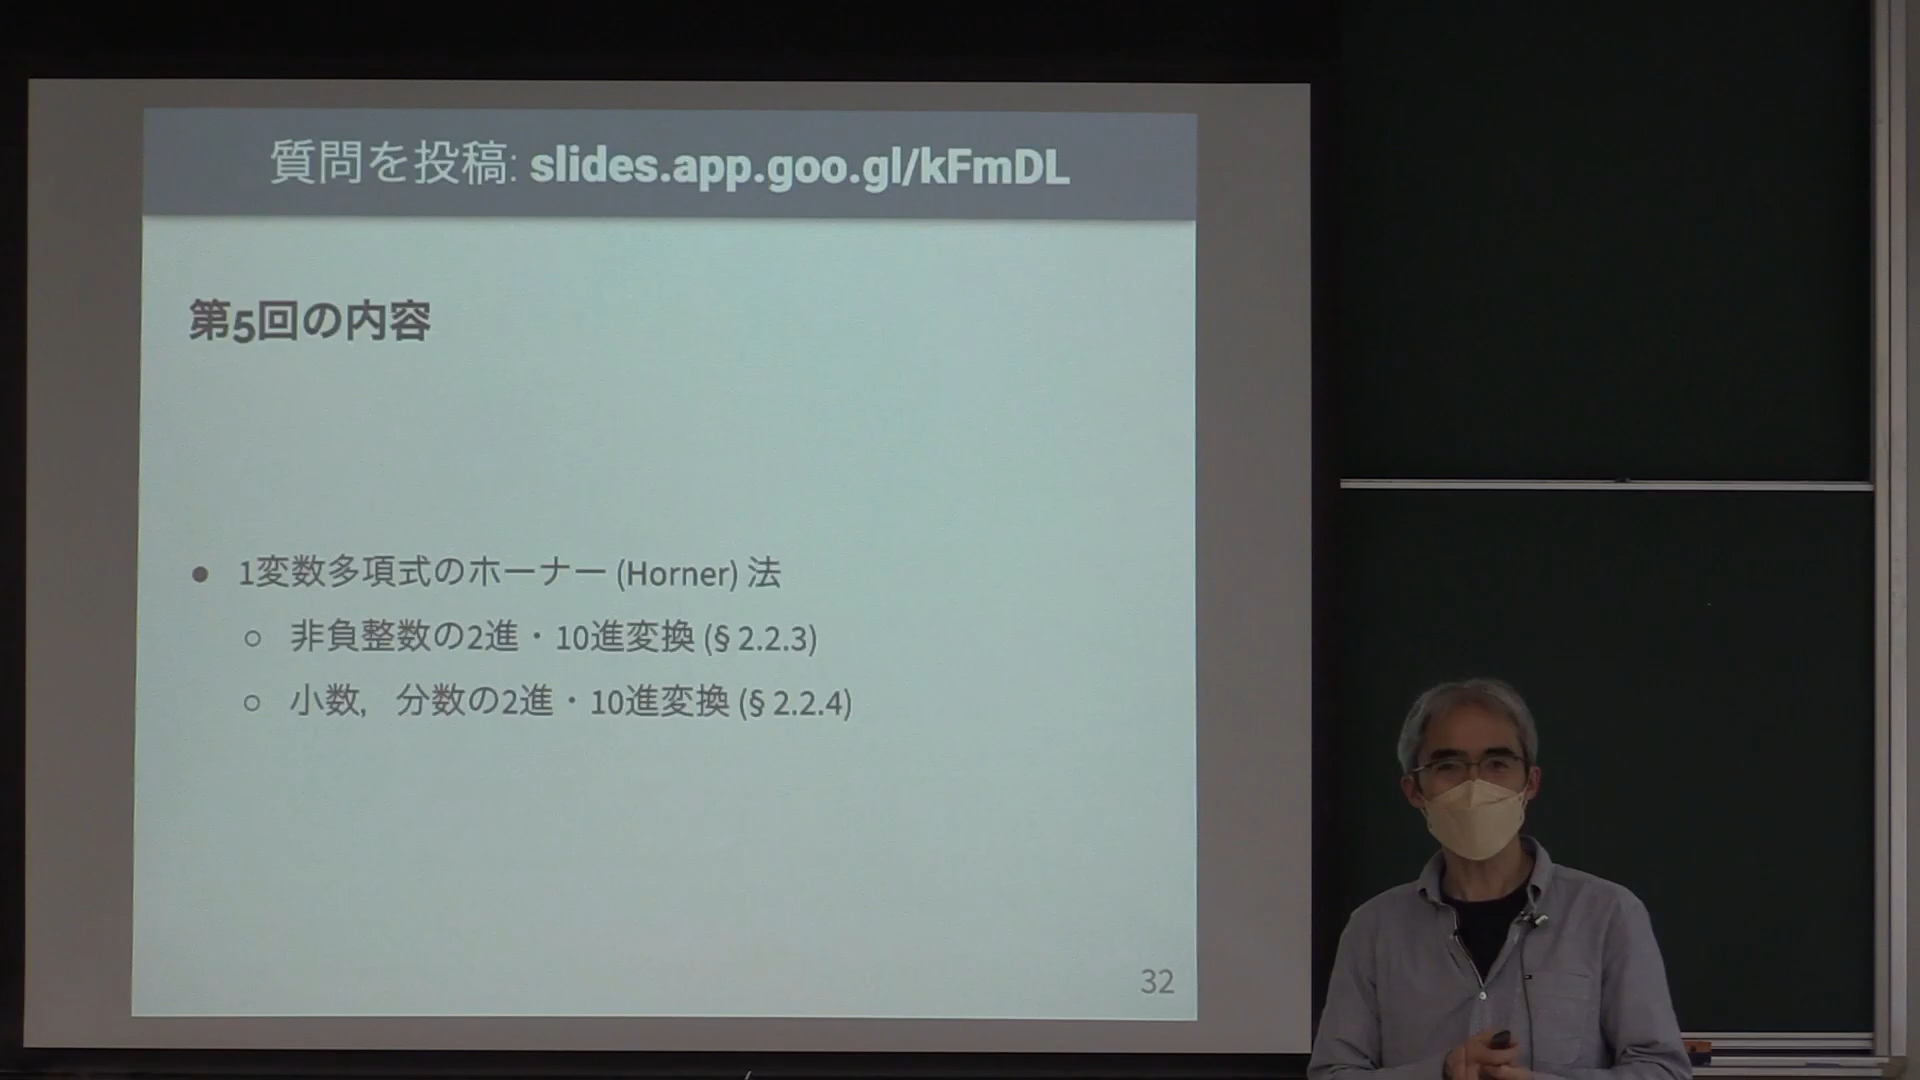 質問を投稿: slides.app.goo.gl/kFmDL
第5回の内容
● 1変数多項式のホーナー (Horner) 法
○ 非負整数の2進・10進変換 (§ 2.2.3)
○ 小数，分数の2進・10進変換 (§ 2.2.4)
32